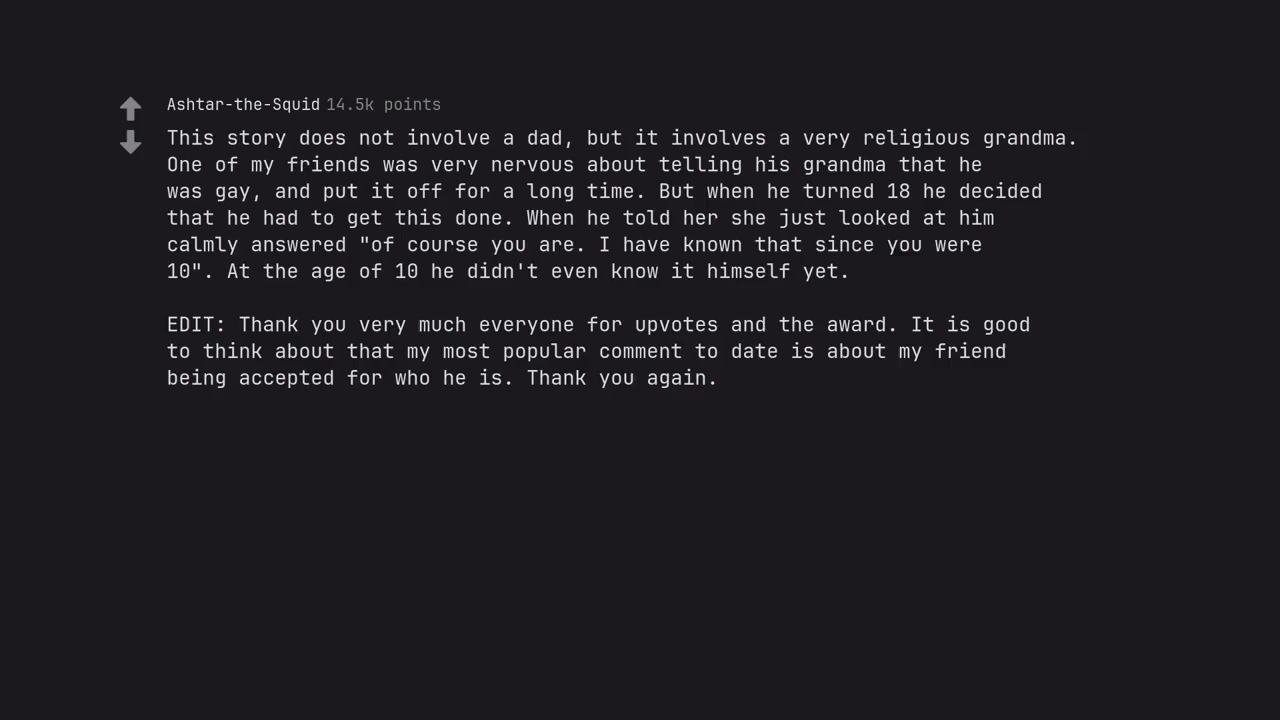 Ashtar-the-Squid 14.5k points
This story does not involve a dad, but it involves a very religious grandma.
One of my friends was very nervous about telling his grandma that he
was gay, and put it off for a long time. But when he turned 18 he decided
that he had to get this done. When he told her she just looked at him
calmly answered "of course you are. I have known that since you were
10". At the age of 10 he didn't even know it himself yet.

EDIT: Thank you very much everyone for upvotes and the award. It is good
to think about that my most popular comment to date is about my friend
being accepted for who he is. Thank you again.